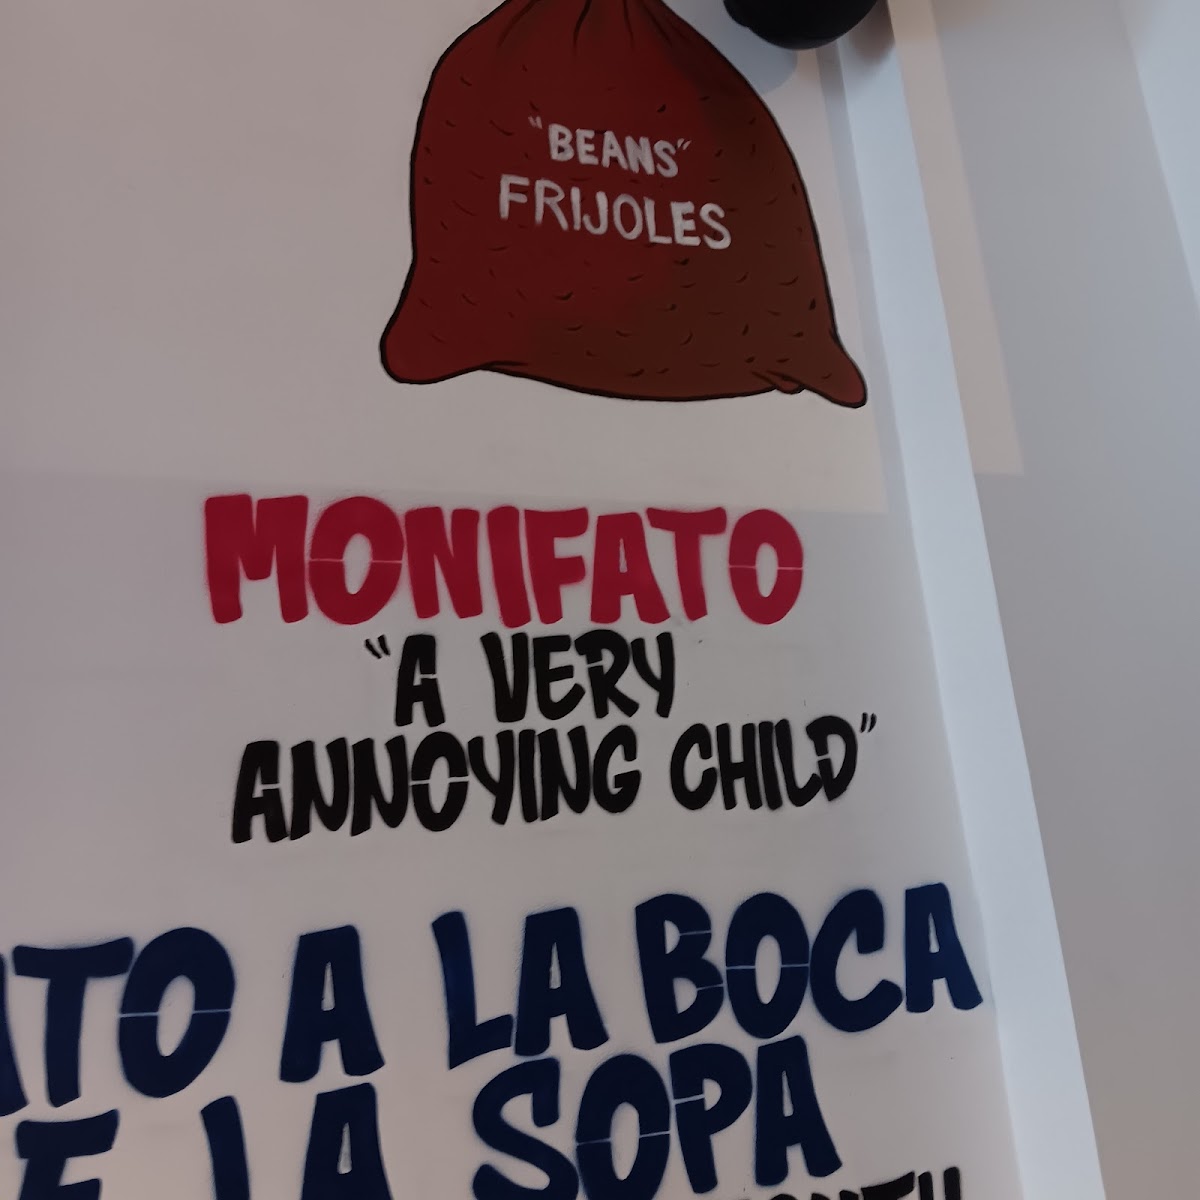 "BEANS"
FRIJOLES
MONIFATO
"A VERY
ANNOYING CHILD"
A LA BOCA
LA SOPA